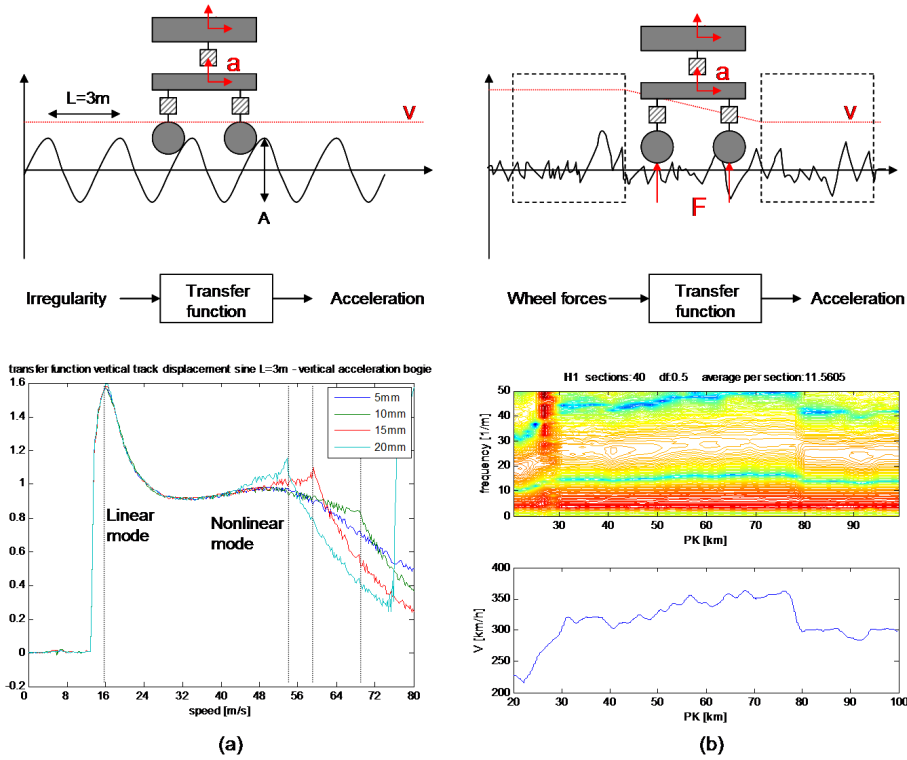 a
L=3m
v
A
Irregularity
Transfer
function
Acceleration
transfer function vertical track displacement sine L=3m - vertical acceleration bogie
1.6
1.4
1.2
1
0.8
0.6
0.4
0.2
0
-0.2
5mm
10mm
15mm
20mm
Linear
mode
Nonlinear
mode
0 8 16 24 32 40 48 56 64 72 80
speed [m/s]
(a)
a
v
F
Wheel forces
Transfer
function
Acceleration
H1 sections:40 df:0.5 average per section:11.5605
frequency [1/m]
50
40
30
20
10
0
30 40 50 60 70 80 90
PK [km]
V [km/h]
400
350
300
250
200
20 30 40 50 60 70 80 90 100
PK [km]
(b)